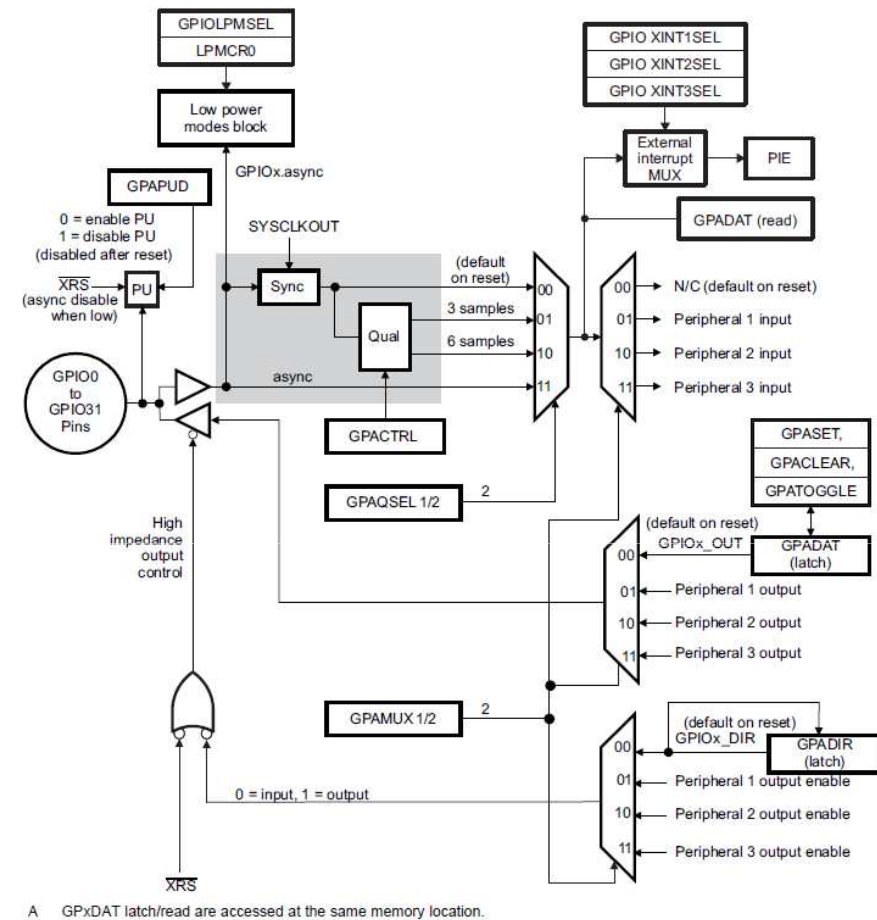 GPIOLPMSEL
LPMCR0
Low power
modes block
GPIO XINT1SEL
GPIO XINT2SEL
GPIO XINT3SEL
External
interrupt
MUX
PIE
GPIOx.async
GPAPUD
GPADAT (read)
0 = enable PU
1 = disable PU
(disabled after reset)
SYSCLKOUT
XRS
(async disable
when low)
PU
Sync
(default
on reset)
3 samples
Qual
6 samples
async
00
01
10
11
00
01
10
11
N/C (default on reset)
Peripheral 1 input
Peripheral 2 input
Peripheral 3 input
GPIO0
to
GPIO31
Pins
GPACTRL
GPASET,
GPACLEAR,
GPATOGGLE
GPAQSEL 1/2
2
High
impedance
output
control
(default on reset)
GPIOx_OUT
GPADAT
(latch)
00
01
10
11
Peripheral 1 output
Peripheral 2 output
Peripheral 3 output
GPAMUX 1/2
2
(default on reset)
GPIOx_DIR
GPADIR
(latch)
00
01
10
11
Peripheral 1 output enable
Peripheral 2 output enable
Peripheral 3 output enable
0 = input, 1 = output
XRS
A GPxDAT latch/read are accessed at the same memory location.